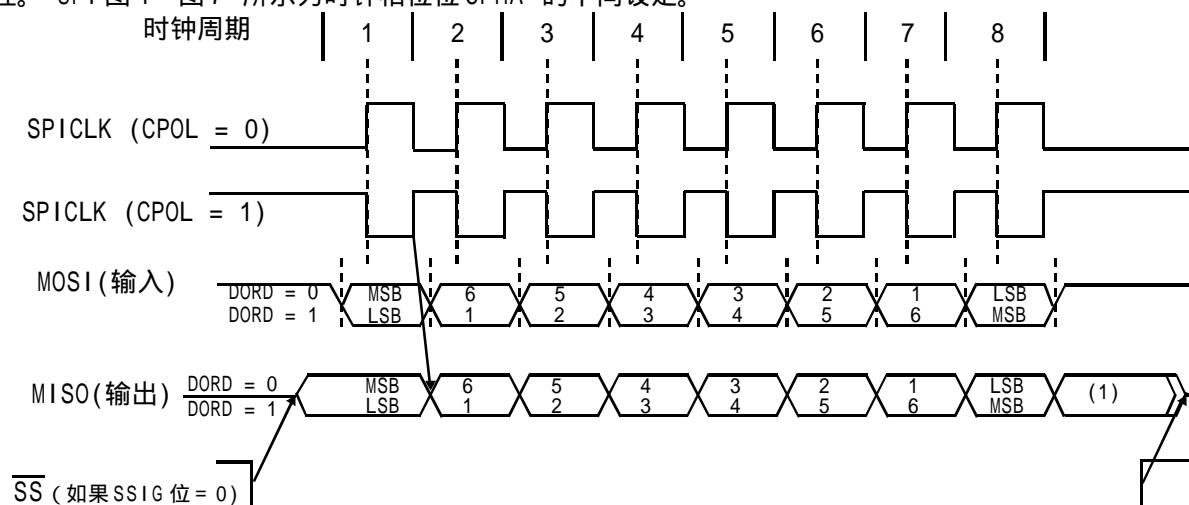 时钟周期 1 2 3 4 5 6 7 8
SPICLK (CPOL = 0)
SPICLK (CPOL = 1)
MOSI(输入)
DORD = 0 MSB 6 5 4 3 2 1 LSB
DORD = 1 LSB 1 2 3 4 5 6 MSB
MISO(输出)
DORD = 0 MSB 6 5 4 3 2 1 LSB (1)
DORD = 1 LSB 1 2 3 4 5 6 MSB
SS (如果SSIG位=0)